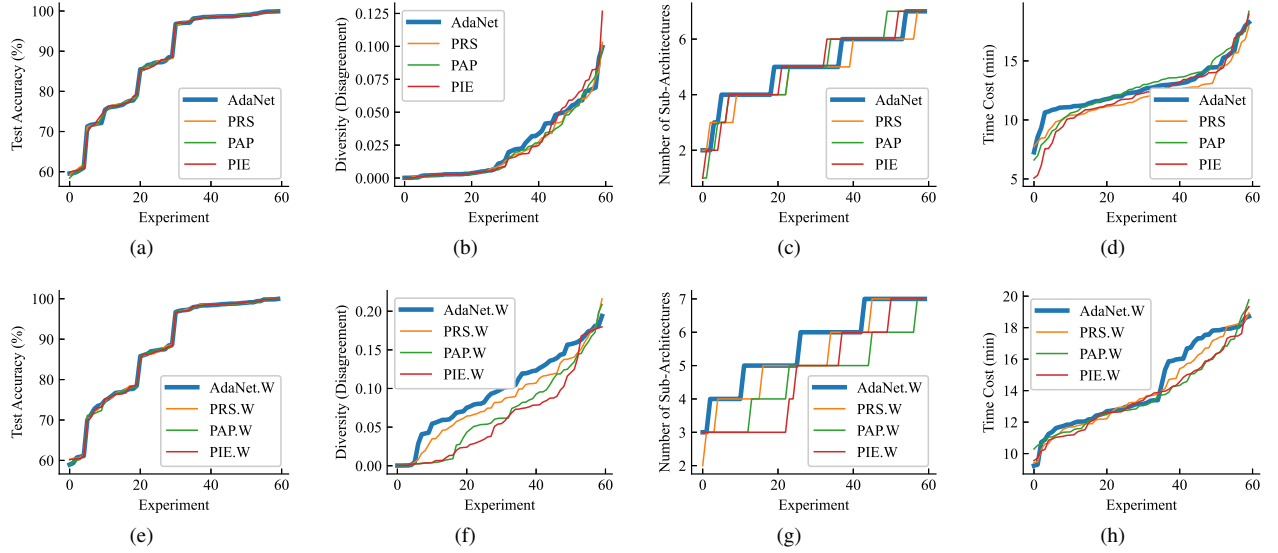 Test Accuracy (%)
100
90
80
70
60
0
20
40
60
Experiment
AdaNet
PRS
PAP
PIE
(a)
Diversity (Disagreement)
0.125
0.100
0.075
0.050
0.025
0.000
0
20
40
60
Experiment
AdaNet
PRS
PAP
PIE
(b)
Number of Sub-Architectures
6
4
2
0
20
40
60
Experiment
AdaNet
PRS
PAP
PIE
(c)
Time Cost (min)
15
10
5
0
20
40
60
Experiment
AdaNet
PRS
PAP
PIE
(d)
Test Accuracy (%)
100
90
80
70
60
0
20
40
60
Experiment
AdaNet.W
PRS.W
PAP.W
PIE.W
(e)
Diversity (Disagreement)
0.20
0.15
0.10
0.05
0.00
0
20
40
60
Experiment
AdaNet.W
PRS.W
PAP.W
PIE.W
(f)
Number of Sub-Architectures
7
6
5
4
3
2
0
20
40
60
Experiment
AdaNet.W
PRS.W
PAP.W
PIE.W
(g)
Time Cost (min)
20
18
16
14
12
10
0
20
40
60
Experiment
AdaNet.W
PRS.W
PAP.W
PIE.W
(h)